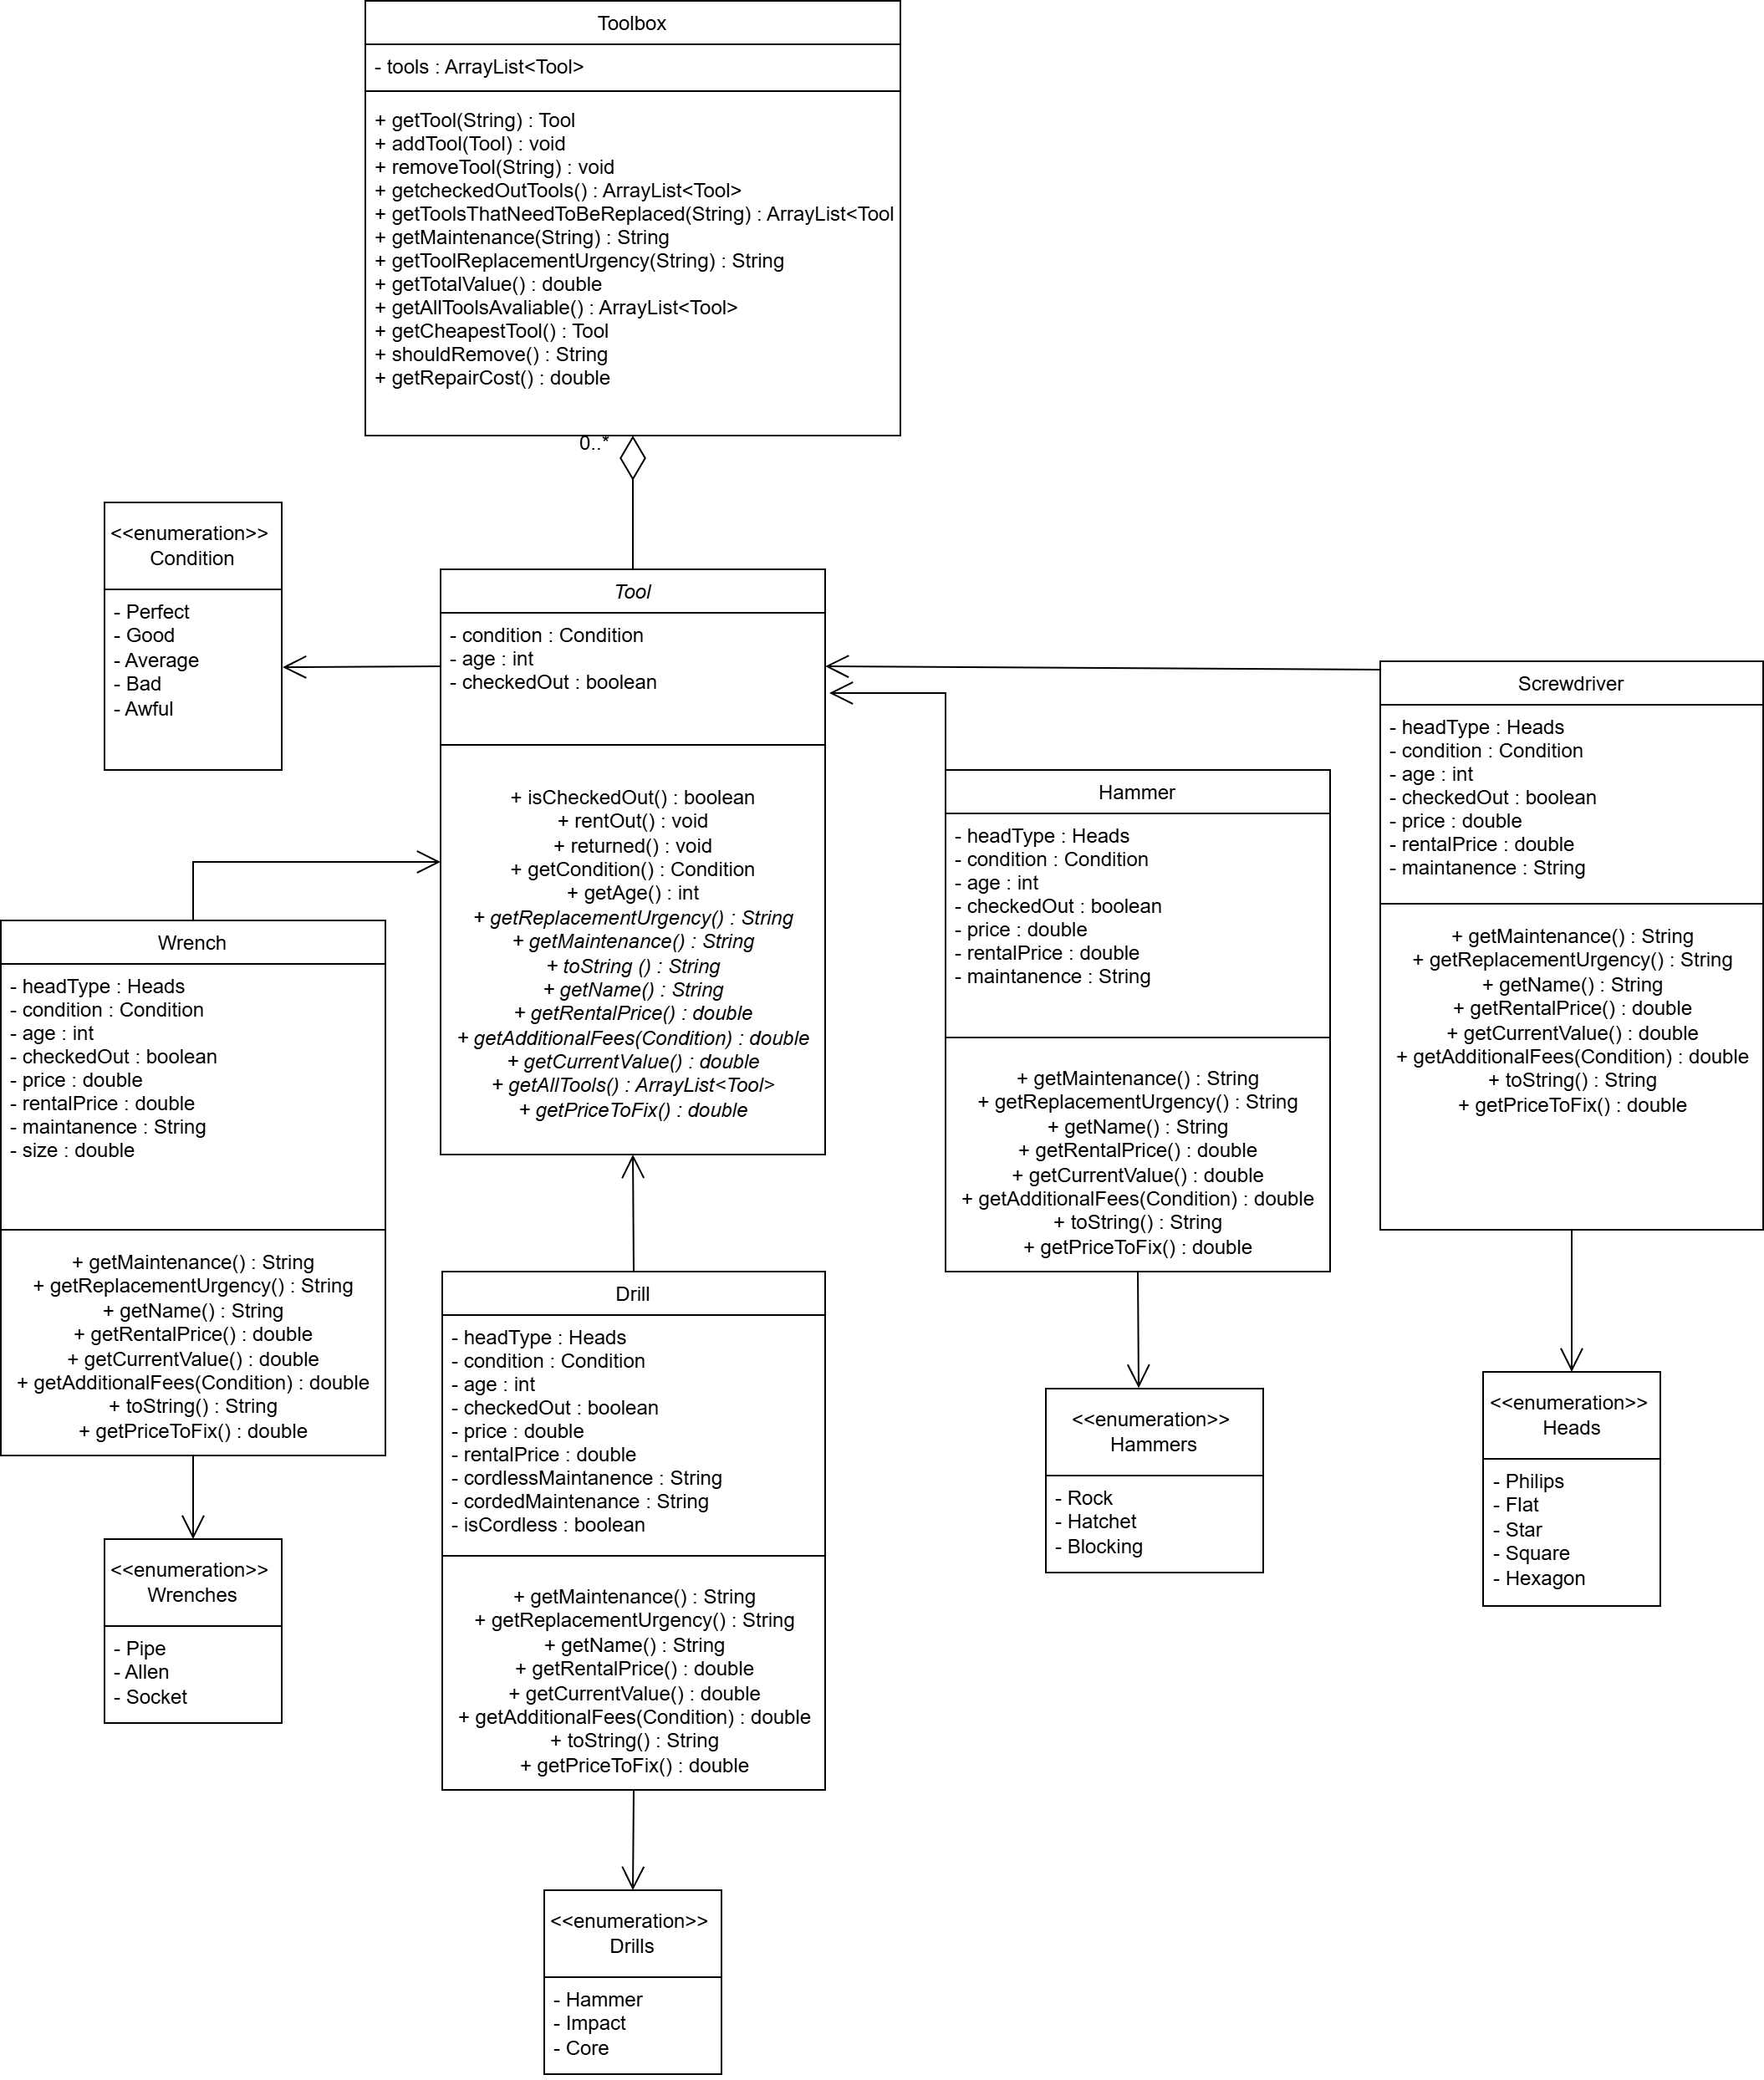 Toolbox
- tools : ArrayList<Tool>
+ getTool(String) : Tool
+ addTool(Tool) : void
+ removeTool(String) : void
+ getcheckedOutTools() : ArrayList<Tool>
+ getToolsThatNeedToBeReplaced(String) : ArrayList<Tool
+ getMaintenance(String) : String
+ getToolReplacementUrgency(String) : String
+ getTotalValue() : double
+ getAllToolsAvaliable() : ArrayList<Tool>
+ getCheapestTool() : Tool
+ shouldRemove() : String
+ getRepairCost() : double
0..*
<<enumeration>>
Condition
- Perfect
- Good
- Average
- Bad
- Awful
Tool
- condition : Condition
- age : int
- checkedOut : boolean
+ isCheckedOut() : boolean
+ rentOut() : void
+ returned() : void
+ getCondition() : Condition
+ getAge() : int
+ getReplacementUrgency() : String
+ getMaintenance() : String
+ toString () : String
+ getName() : String
+ getRentalPrice() : double
+ getAdditionalFees(Condition) : double
+ getCurrentValue() : double
+ getAllTools() : ArrayList<Tool>
+ getPriceToFix() : double
Screwdriver
- headType : Heads
- condition : Condition
- age : int
- checkedOut : boolean
- price : double
- rentalPrice : double
- maintanence : String
+ getMaintenance() : String
+ getReplacementUrgency() : String
+ getName() : String
+ getRentalPrice() : double
+ getCurrentValue() : double
+ getAdditionalFees(Condition) : double
+ toString() : String
+ getPriceToFix() : double
Hammer
- headType : Heads
- condition : Condition
- age : int
- checkedOut : boolean
- price : double
- rentalPrice : double
- maintanence : String
+ getMaintenance() : String
+ getReplacementUrgency() : String
+ getName() : String
+ getRentalPrice() : double
+ getCurrentValue() : double
+ getAdditionalFees(Condition) : double
+ toString() : String
+ getPriceToFix() : double
Wrench
- headType : Heads
- condition : Condition
- age : int
- checkedOut : boolean
- price : double
- rentalPrice : double
- maintanence : String
- size : double
+ getMaintenance() : String
+ getReplacementUrgency() : String
+ getName() : String
+ getRentalPrice() : double
+ getCurrentValue() : double
+ getAdditionalFees(Condition) : double
+ toString() : String
+ getPriceToFix() : double
Drill
- headType : Heads
- condition : Condition
- age : int
- checkedOut : boolean
- price : double
- rentalPrice : double
- cordlessMaintanence : String
- cordedMaintenance : String
- isCordless : boolean
+ getMaintenance() : String
+ getReplacementUrgency() : String
+ getName() : String
+ getRentalPrice() : double
+ getCurrentValue() : double
+ getAdditionalFees(Condition) : double
+ toString() : String
+ getPriceToFix() : double
<<enumeration>>
Hammers
- Rock
- Hatchet
- Blocking
<<enumeration>>
Heads
- Philips
- Flat
- Star
- Square
- Hexagon
<<enumeration>>
Wrenches
- Pipe
- Allen
- Socket
<<enumeration>>
Drills
- Hammer
- Impact
- Core